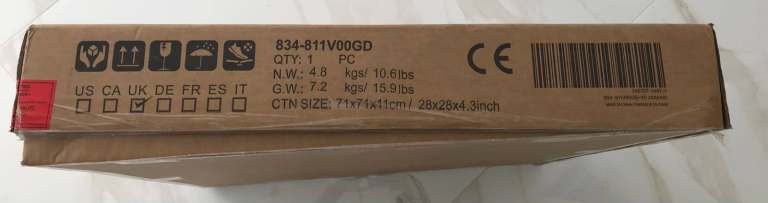 834-811V00GD
QTY: 1 PC
N.W.: 4.8 kgs/ 10.6lbs
G.W.: 7.2 kgs/ 15.9lbs
US CA UK DE FR ES IT
CTN SIZE: 71x71x11cm / 28x28x4.3inch
CE